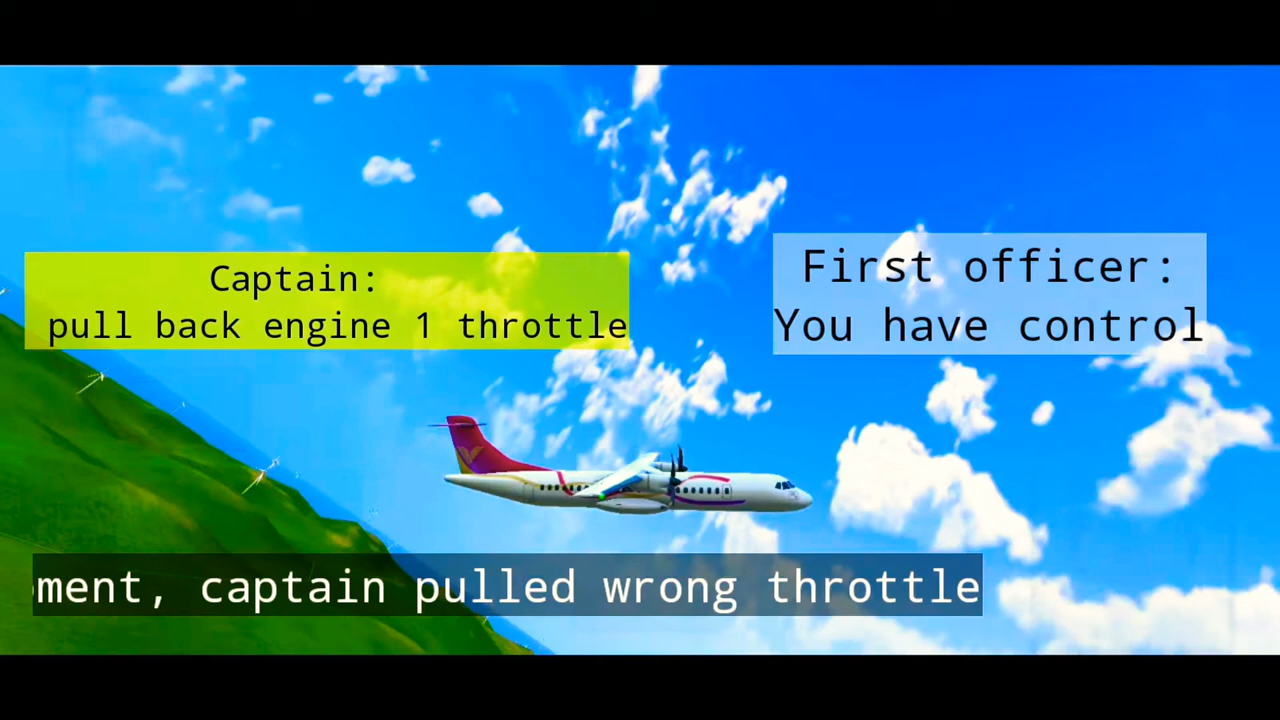 Captain:
pull back engine 1 throttle
First officer:
You have control
ment, captain pulled wrong throttle